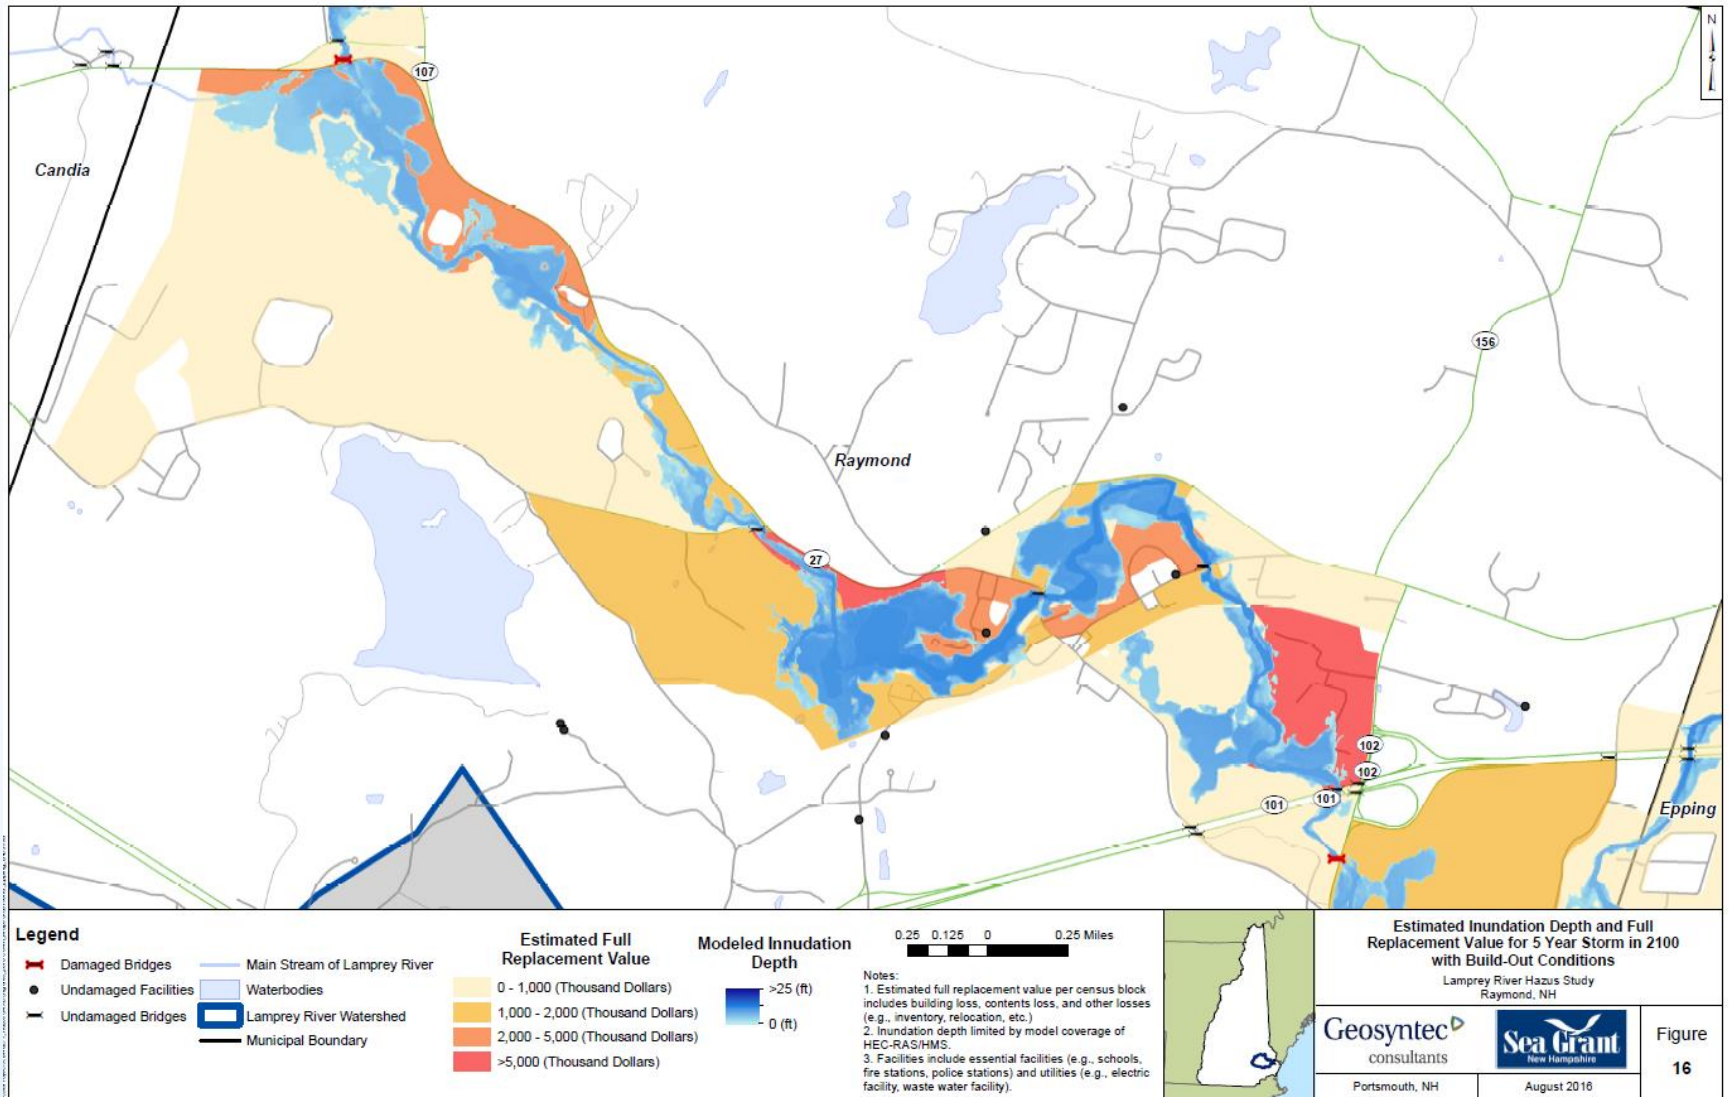 N
107
Candia
156
Raymond
27
102
102
101
101
Epping
Legend
Damaged Bridges
Undamaged Facilities
Undamaged Bridges
Main Stream of Lamprey River
Waterbodies
Lamprey River Watershed
Municipal Boundary
Estimated Full
Replacement Value
0 - 1,000 (Thousand Dollars)
1,000 - 2,000 (Thousand Dollars)
2,000 - 5,000 (Thousand Dollars)
>5,000 (Thousand Dollars)
Modeled Innudation
Depth
>25 (ft)
0 (ft)
0.25 0.125 0 0.25 Miles
Notes:
1. Estimated full replacement value per census block
includes building loss, contents loss, and other losses
(e.g., inventory, relocation, etc.)
2. Inundation depth limited by model coverage of
HEC-RAS/HMS.
3. Facilities include essential facilities (e.g., schools,
fire stations, police stations) and utilities (e.g., electric
facility, waste water facility).
Estimated Inundation Depth and Full
Replacement Value for 5 Year Storm in 2100
with Build-Out Conditions
Lamprey River Hazus Study
Raymond, NH
Geosyntec
consultants
Sea Grant
New Hampshire
Figure
16
Portsmouth, NH
August 2016